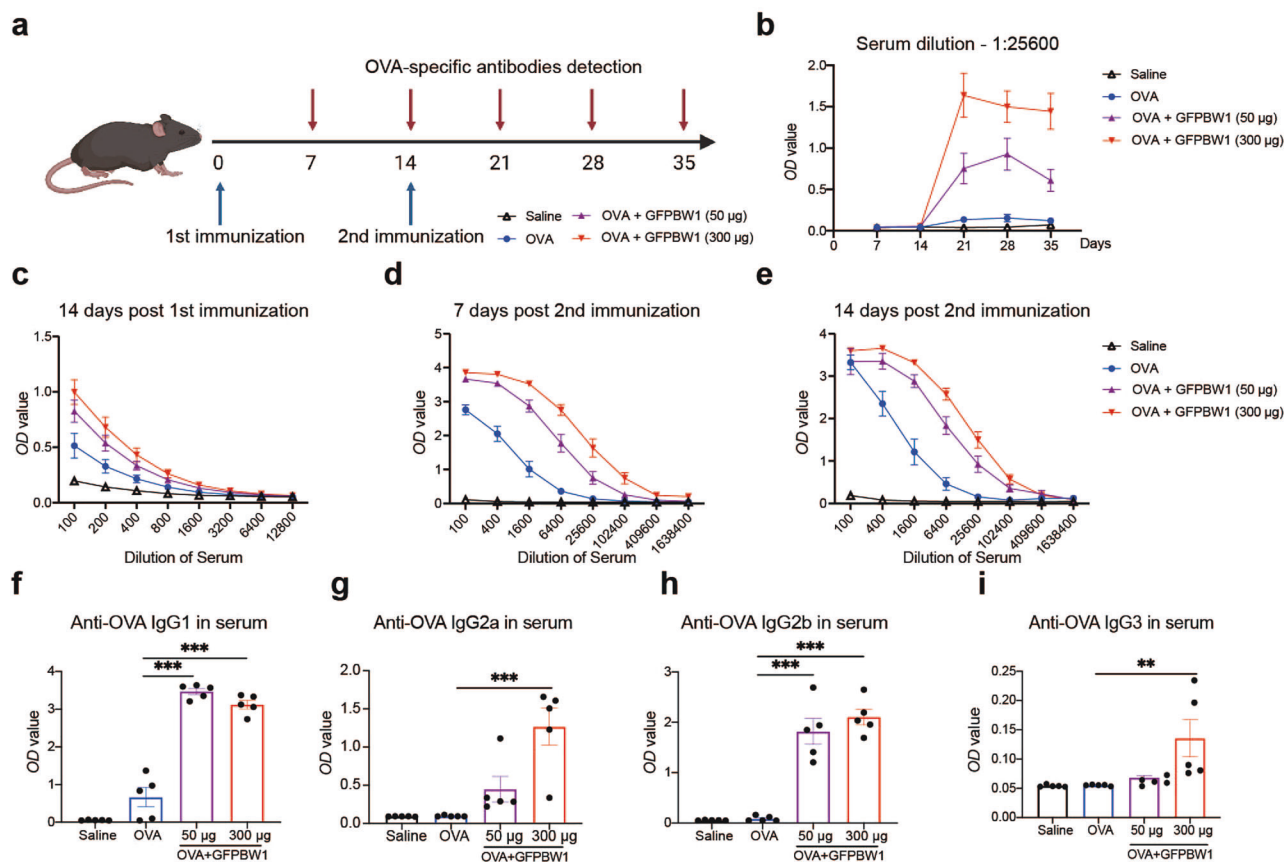 a
OVA-specific antibodies detection
0 7 14 21 28 35
1st immunization
2nd immunization
Saline
OVA
OVA + GFPBW1 (50 μg)
OVA + GFPBW1 (300 μg)
b
Serum dilution - 1:25600
OD value
2.0
1.5
1.0
0.5
0.0
0 7 14 21 28 35 Days
Saline
OVA
OVA + GFPBW1 (50 μg)
OVA + GFPBW1 (300 μg)
c
14 days post 1st immunization
OD value
1.5
1.0
0.5
0.0
100 200 400 800 1600 3200 6400 12800
Dilution of Serum
d
7 days post 2nd immunization
OD value
5
4
3
2
1
0
100 400 1600 6400 25600 102400 409600 1638400
Dilution of Serum
e
14 days post 2nd immunization
OD value
4
3
2
1
0
100 400 1600 6400 25600 102400 409600 1638400
Dilution of Serum
Saline
OVA
OVA + GFPBW1 (50 μg)
OVA + GFPBW1 (300 μg)
f
Anti-OVA IgG1 in serum
***
***
OD value
4
3
2
1
0
Saline OVA 50 μg 300 μg
OVA+GFPBW1
g
Anti-OVA IgG2a in serum
***
OD value
2.0
1.5
1.0
0.5
0.0
Saline OVA 50 μg 300 μg
OVA+GFPBW1
h
Anti-OVA IgG2b in serum
***
***
OD value
3
2
1
0
Saline OVA 50 μg 300 μg
OVA+GFPBW1
i
Anti-OVA IgG3 in serum
**
OD value
0.25
0.20
0.15
0.10
0.05
0.00
Saline OVA 50 μg 300 μg
OVA+GFPBW1